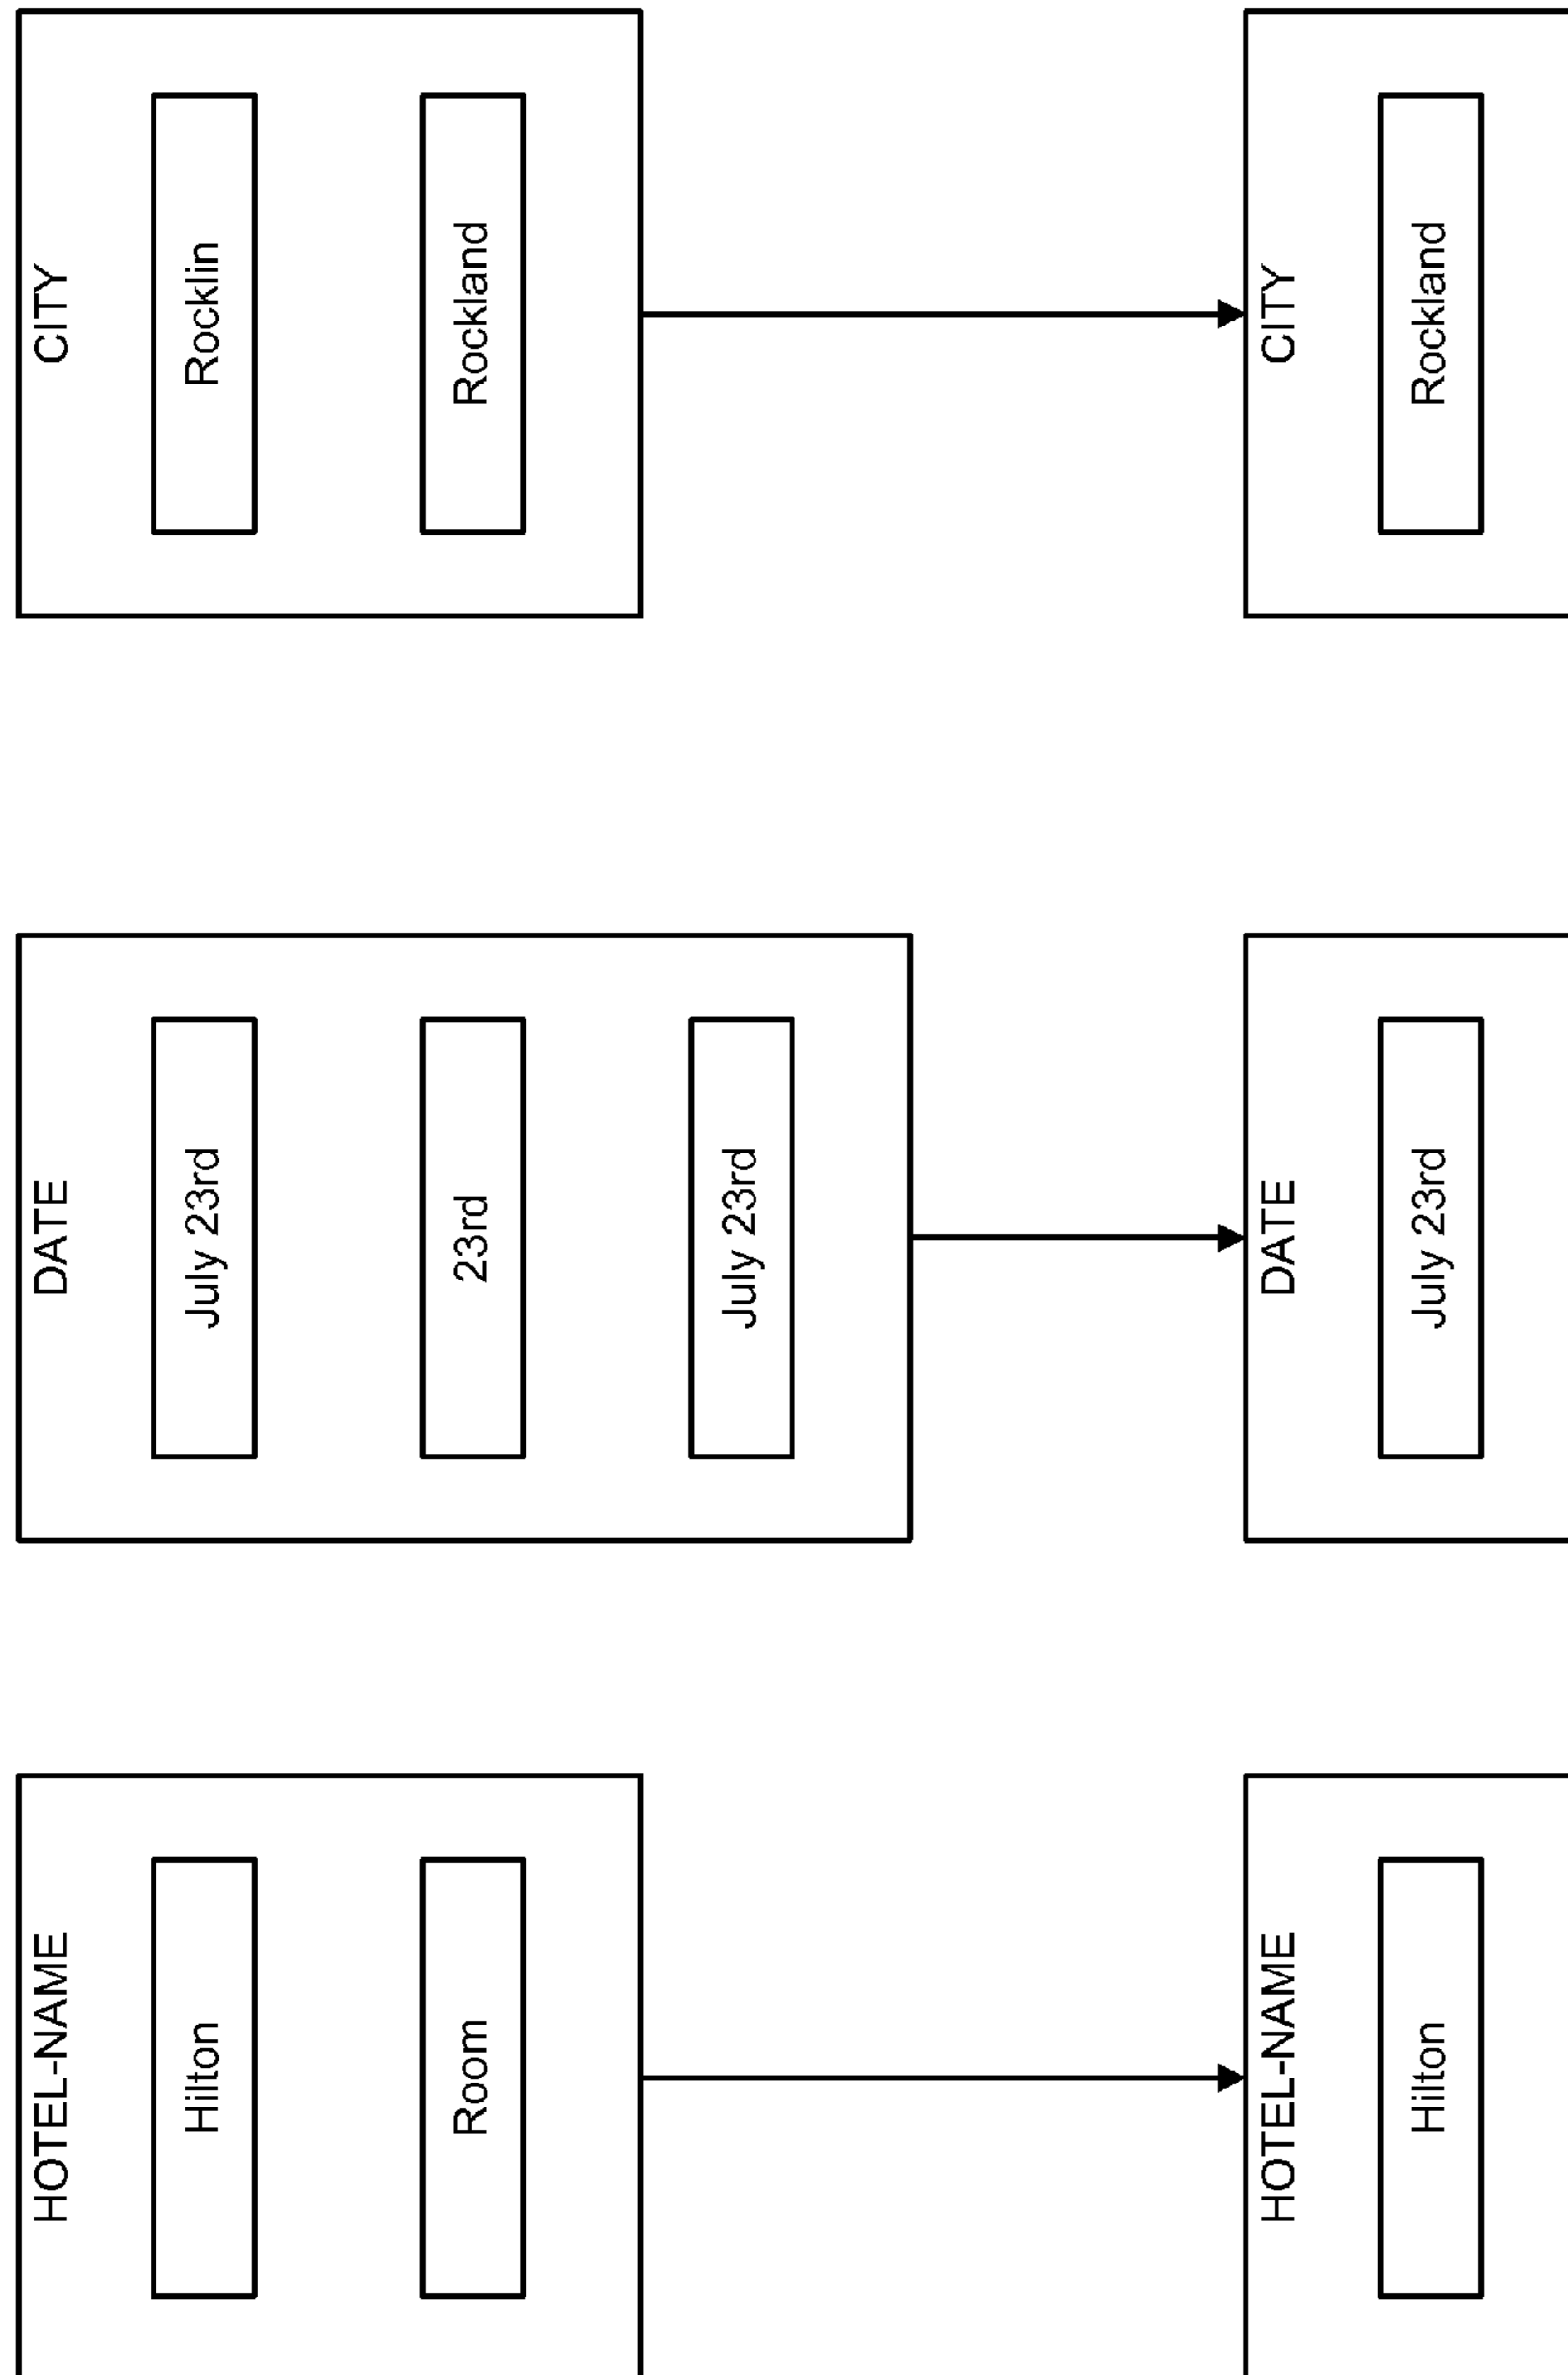 HOTEL-NAME
Hilton
Room
DATE
July 23rd
23rd
July 23rd
CITY
Rocklin
Rockland
HOTEL-NAME
Hilton
DATE
July 23rd
CITY
Rockland